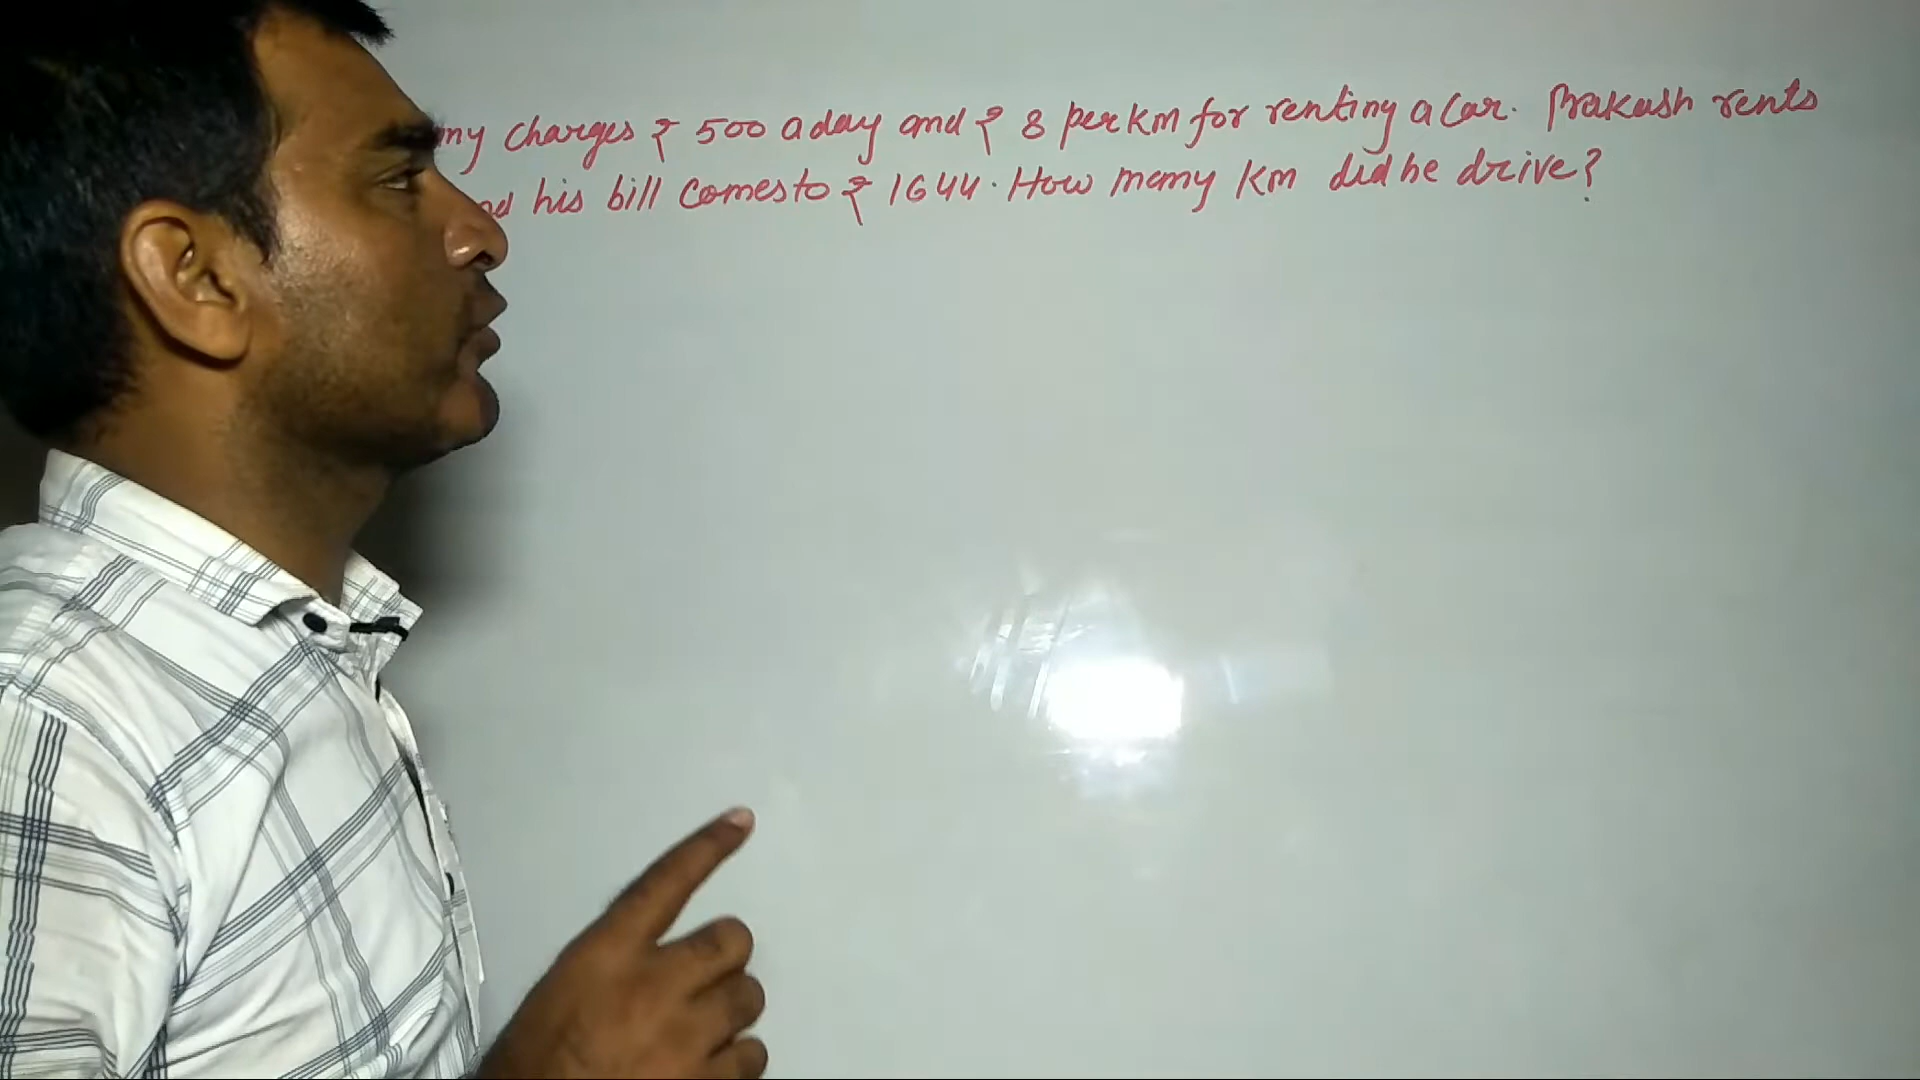 charges ₹ 500 a day and ₹ 8 per km for renting a car. Prakash rents
his bill comes to ₹ 1644. How many km did he drive?